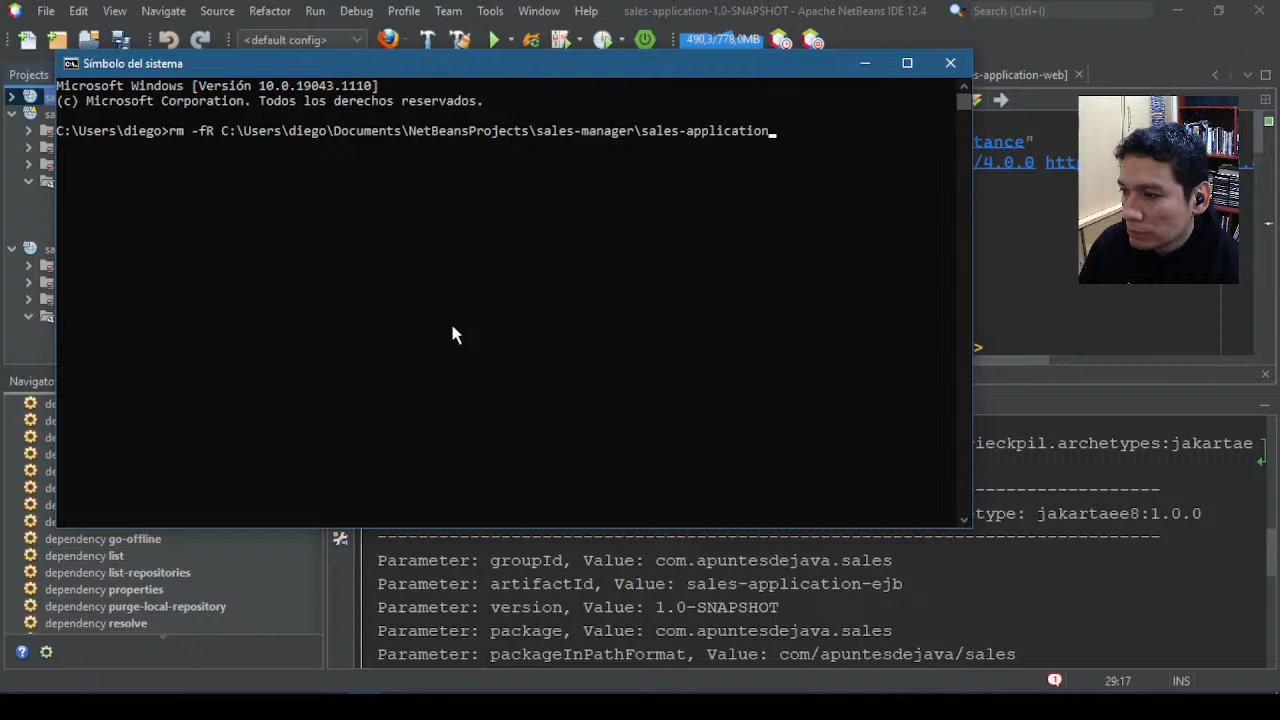 File Edit View Navigate Source Refactor Run Debug Profile Team Tools Window Help sales-application-1.0-SNAPSHOT - Apache NetBeans IDE 12.4 Search (Ctrl+I)
<default config> 490,3/778,0MB
Projects
-application-web]
Símbolo del sistema
Microsoft Windows [Versión 10.0.19043.1110]
(c) Microsoft Corporation. Todos los derechos reservados.
C:\Users\diego>rm -fR C:\Users\diego\Documents\NetBeansProjects\sales-manager\sales-application
tance"
/4.0.0 htt
>
Navigato
dependency go-offline
dependency list
dependency list-repositories
dependency properties
dependency purge-local-repository
dependency resolve
ieckpil.archetypes:jakartae
etype: jakartaee8:1.0.0
Parameter: groupId, Value: com.apuntesdejava.sales
Parameter: artifactId, Value: sales-application-ejb
Parameter: version, Value: 1.0-SNAPSHOT
Parameter: package, Value: com.apuntesdejava.sales
Parameter: packageInPathFormat, Value: com/apuntesdejava/sales
1 29:17 INS